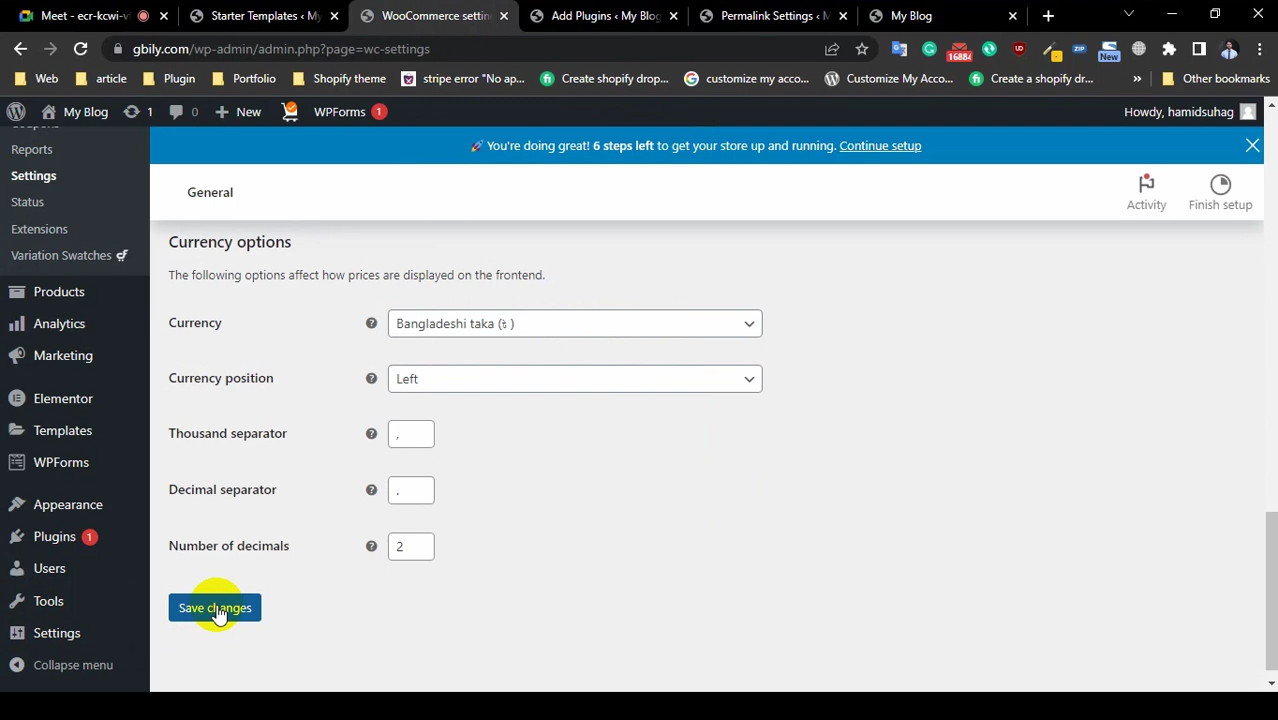 Meet - ecr-kcwi-v
Starter Templates ‹ My
WooCommerce settin
Add Plugins ‹ My Blog
Permalink Settings ‹ M
My Blog
gbily.com/wp-admin/admin.php?page=wc-settings
16884
UD
ZIP
New
Web
article
Plugin
Portfolio
Shopify theme
stripe error "No ap...
Create shopify drop...
customize my acco...
Customize My Acco...
Create a shopify dr...
»
Other bookmarks
My Blog
1
0
New
WPForms 1
Howdy, hamidsuhag
Reports
Settings
Status
Extensions
Variation Swatches
Products
Analytics
Marketing
Elementor
Templates
WPForms
Appearance
Plugins 1
Users
Tools
Settings
Collapse menu
🚀 You're doing great! 6 steps left to get your store up and running. Continue setup
General
Activity
Finish setup
Currency options
The following options affect how prices are displayed on the frontend.
Currency
Bangladeshi taka (৳ )
Currency position
Left
Thousand separator
,
Decimal separator
.
Number of decimals
2
Save changes